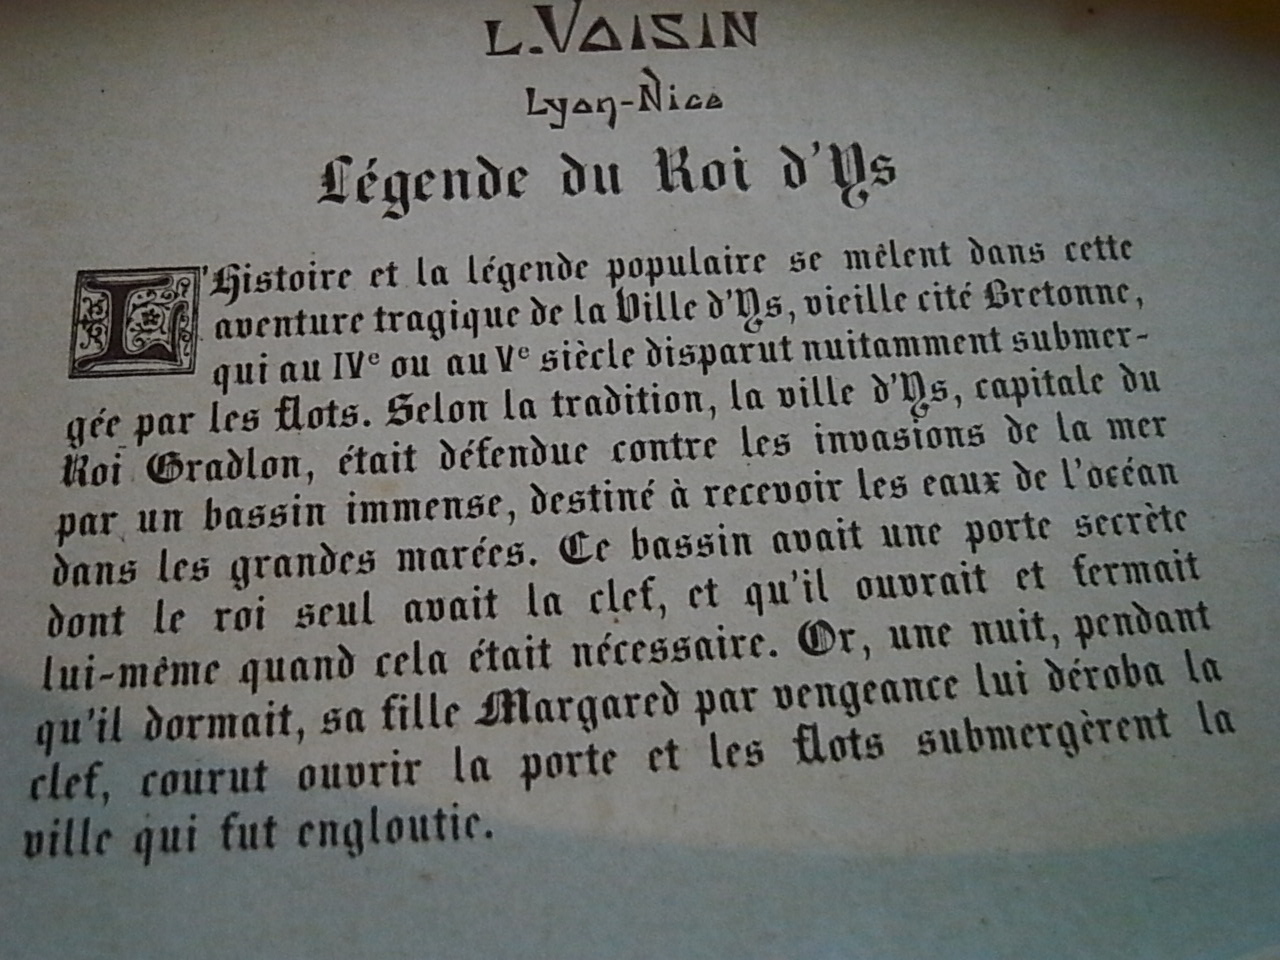 L. VOISIN
Lyon-Nice
Légende du Roi d'Ys
L'Histoire et la légende populaire se mêlent dans cette
aventure tragique de la Ville d'Ys, vieille cité Bretonne,
qui au IVe ou au Ve siècle disparut nuitamment submer-
gée par les flots. Selon la tradition, la ville d'Ys, capitale du
Roi Gradlon, était défendue contre les invasions de la mer
par un bassin immense, destiné à recevoir les eaux de l'océan
dans les grandes marées. Ce bassin avait une porte secrète
dont le roi seul avait la clef, et qu'il ouvrait et fermait
lui-même quand cela était nécessaire. Or, une nuit, pendant
qu'il dormait, sa fille Margared par vengeance lui déroba la
clef, courut ouvrir la porte et les flots submergèrent la
ville qui fut engloutie.